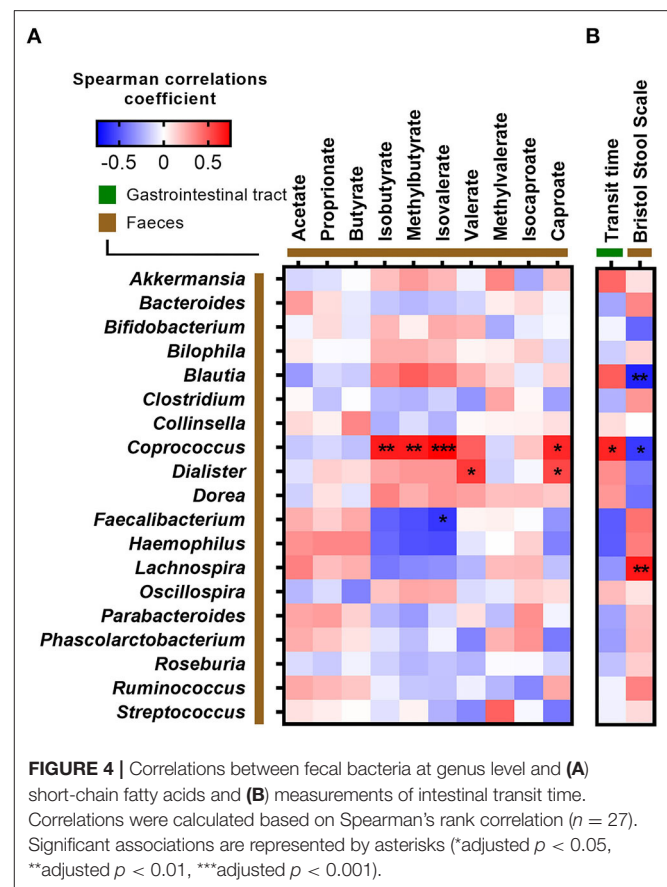 A
B
Spearman correlations
coefficient
-0.5 0 0.5
Gastrointestinal tract
Faeces
Acetate
Proprionate
Butyrate
Isobutyrate
Methylbutyrate
Isovalerate
Valerate
Methylvalerate
Isocaproate
Caproate
Transit time
Bristol Stool Scale
Akkermansia
Bacteroides
Bifidobacterium
Bilophila
Blautia **
Clostridium
Collinsella
Coprococcus ** ** *** * * *
Dialister * *
Dorea
Faecalibacterium *
Haemophilus
Lachnospira **
Oscillospira
Parabacteroides
Phascolarctobacterium
Roseburia
Ruminococcus
Streptococcus
FIGURE 4 | Correlations between fecal bacteria at genus level and (A)
short-chain fatty acids and (B) measurements of intestinal transit time.
Correlations were calculated based on Spearman's rank correlation (n = 27).
Significant associations are represented by asterisks (*adjusted p < 0.05,
**adjusted p < 0.01, ***adjusted p < 0.001).